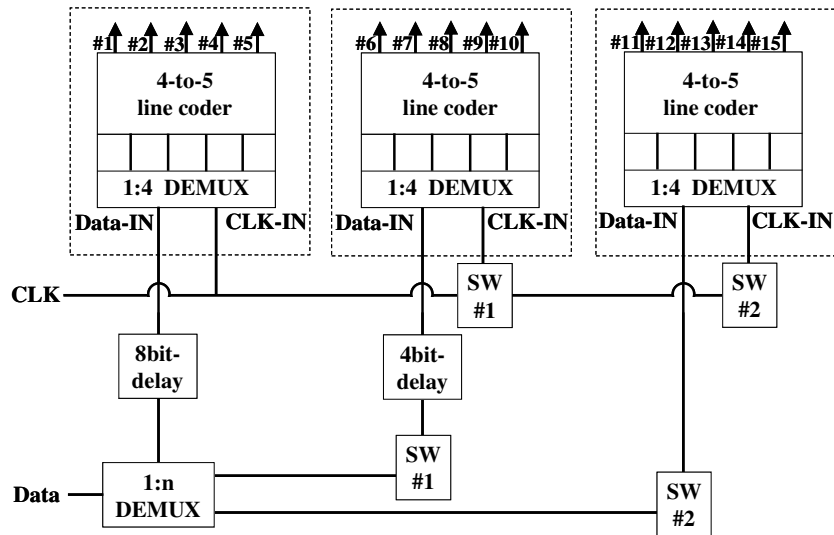 #1 #2 #3 #4 #5
#6 #7 #8 #9 #10
#11 #12 #13 #14 #15
4-to-5
line coder
4-to-5
line coder
4-to-5
line coder
1:4 DEMUX
1:4 DEMUX
1:4 DEMUX
Data-IN
CLK-IN
Data-IN
CLK-IN
Data-IN
CLK-IN
CLK
SW
#1
SW
#2
8bit-
delay
4bit-
delay
SW
#1
Data
1:n
DEMUX
SW
#2